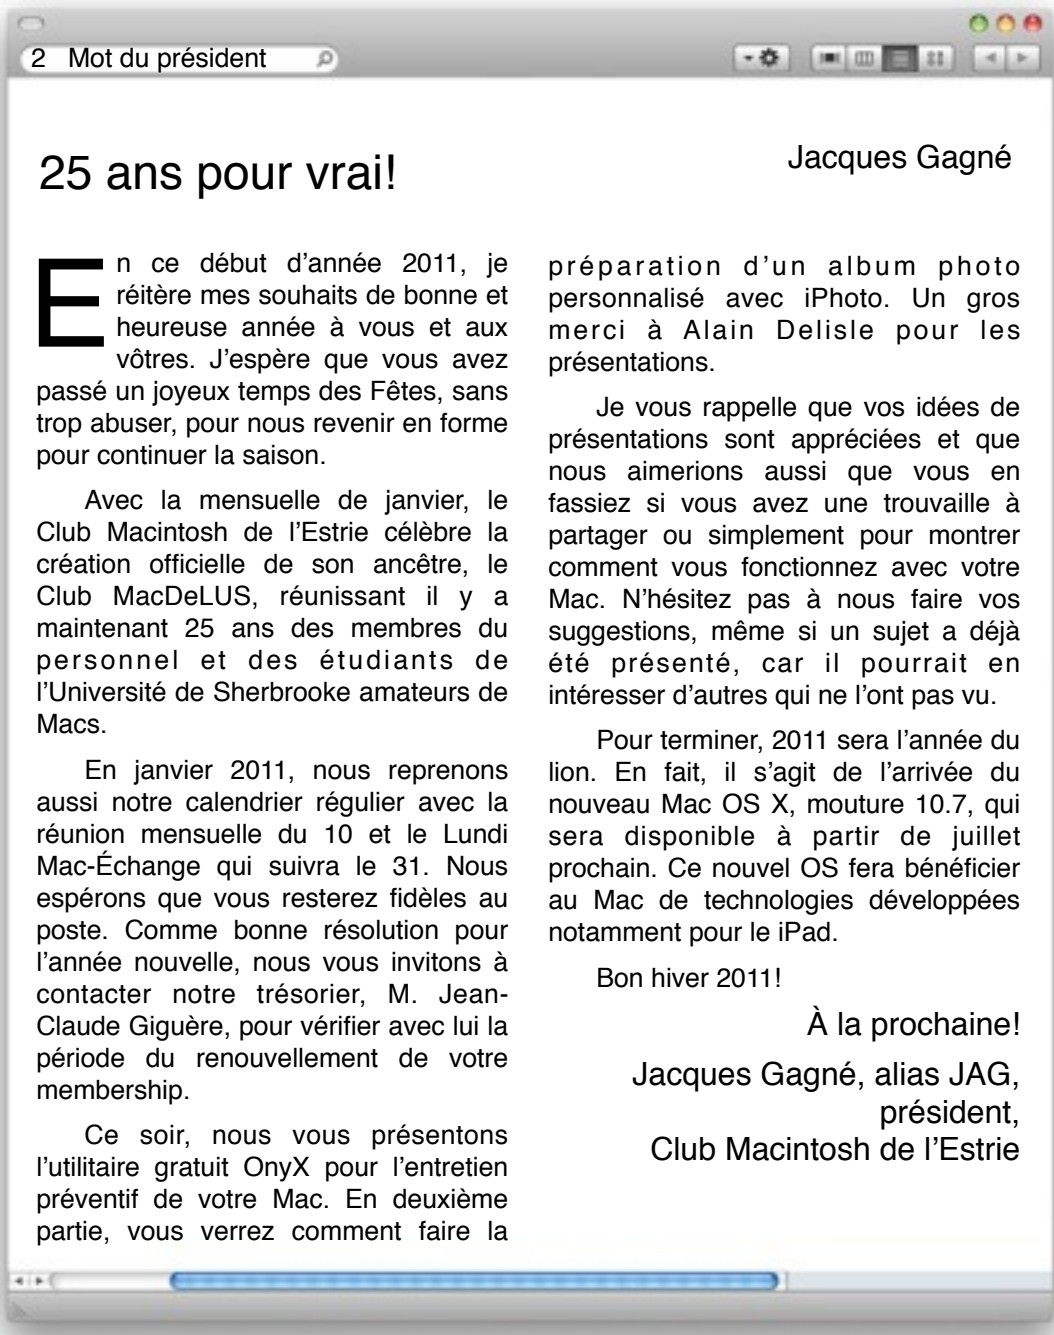 2 Mot du président
25 ans pour vrai!
Jacques Gagné
En ce début d'année 2011, je
réitère mes souhaits de bonne et
heureuse année à vous et aux
vôtres. J'espère que vous avez
passé un joyeux temps des Fêtes, sans
trop abuser, pour nous revenir en forme
pour continuer la saison.
Avec la mensuelle de janvier, le
Club Macintosh de l'Estrie célèbre la
création officielle de son ancêtre, le
Club MacDeLUS, réunissant il y a
maintenant 25 ans des membres du
personnel et des étudiants de
l'Université de Sherbrooke amateurs de
Macs.
En janvier 2011, nous reprenons
aussi notre calendrier régulier avec la
réunion mensuelle du 10 et le Lundi
Mac-Échange qui suivra le 31. Nous
espérons que vous resterez fidèles au
poste. Comme bonne résolution pour
l'année nouvelle, nous vous invitons à
contacter notre trésorier, M. Jean-
Claude Giguère, pour vérifier avec lui la
période du renouvellement de votre
membership.
Ce soir, nous vous présentons
l'utilitaire gratuit OnyX pour l'entretien
préventif de votre Mac. En deuxième
partie, vous verrez comment faire la
préparation d'un album photo
personnalisé avec iPhoto. Un gros
merci à Alain Delisle pour les
présentations.
Je vous rappelle que vos idées de
présentations sont appréciées et que
nous aimerions aussi que vous en
fassiez si vous avez une trouvaille à
partager ou simplement pour montrer
comment vous fonctionnez avec votre
Mac. N'hésitez pas à nous faire vos
suggestions, même si un sujet a déjà
été présenté, car il pourrait en
intéresser d'autres qui ne l'ont pas vu.
Pour terminer, 2011 sera l'année du
lion. En fait, il s'agit de l'arrivée du
nouveau Mac OS X, mouture 10.7, qui
sera disponible à partir de juillet
prochain. Ce nouvel OS fera bénéficier
au Mac de technologies développées
notamment pour le iPad.
Bon hiver 2011!
À la prochaine!
Jacques Gagné, alias JAG,
président,
Club Macintosh de l'Estrie